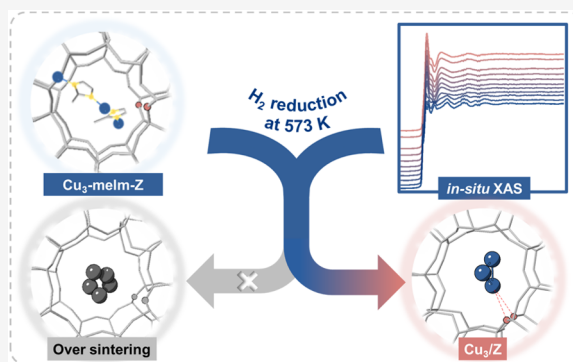 H₂ reduction
at 573 K
Cu₃-meIm-Z
in-situ XAS
Over sintering
Cu₃/Z